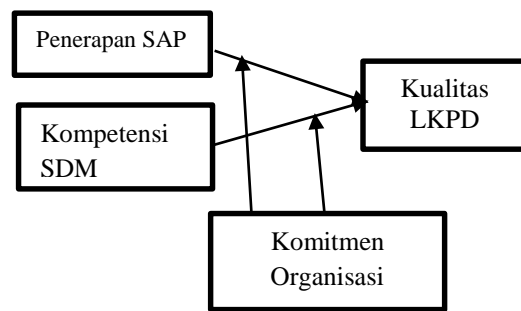 Penerapan SAP
Kualitas
LKPD
Kompetensi
SDM
Komitmen
Organisasi